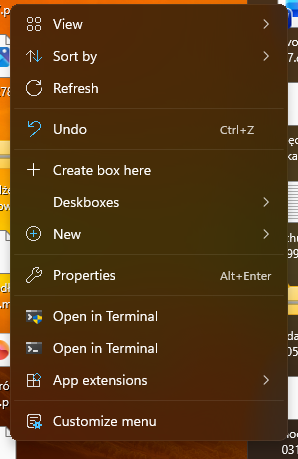 View
Sort by
Refresh
Undo Ctrl+Z
Create box here
Deskboxes
New
Properties Alt+Enter
Open in Terminal
Open in Terminal
App extensions
Customize menu